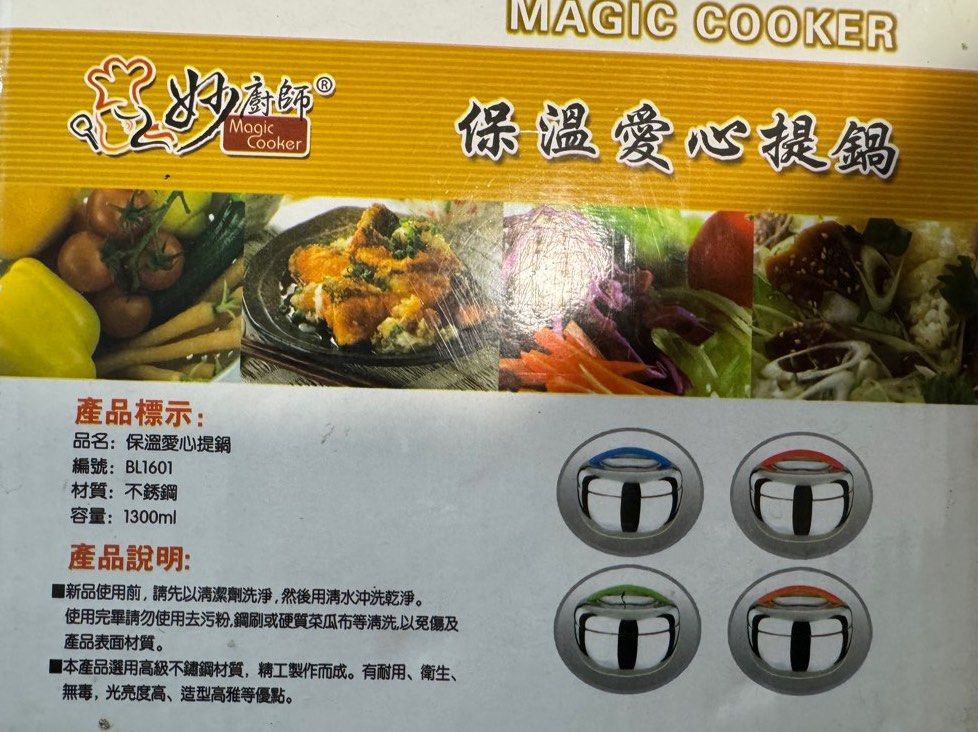 MAGIC COOKER
妙廚師®
Magic
Cooker
保溫愛心提鍋
產品標示：
品名：保溫愛心提鍋
編號：BL1601
材質：不銹鋼
容量：1300ml
產品說明：
■新品使用前，請先以清潔劑洗淨，然後用清水沖洗乾淨。
使用完畢請勿使用去污粉,鋼刷或硬質菜瓜布等清洗,以免傷及
產品表面材質。
■本產品選用高級不鏽鋼材質，精工製作而成。有耐用、衛生、
無毒，光亮度高、造型高雅等優點。